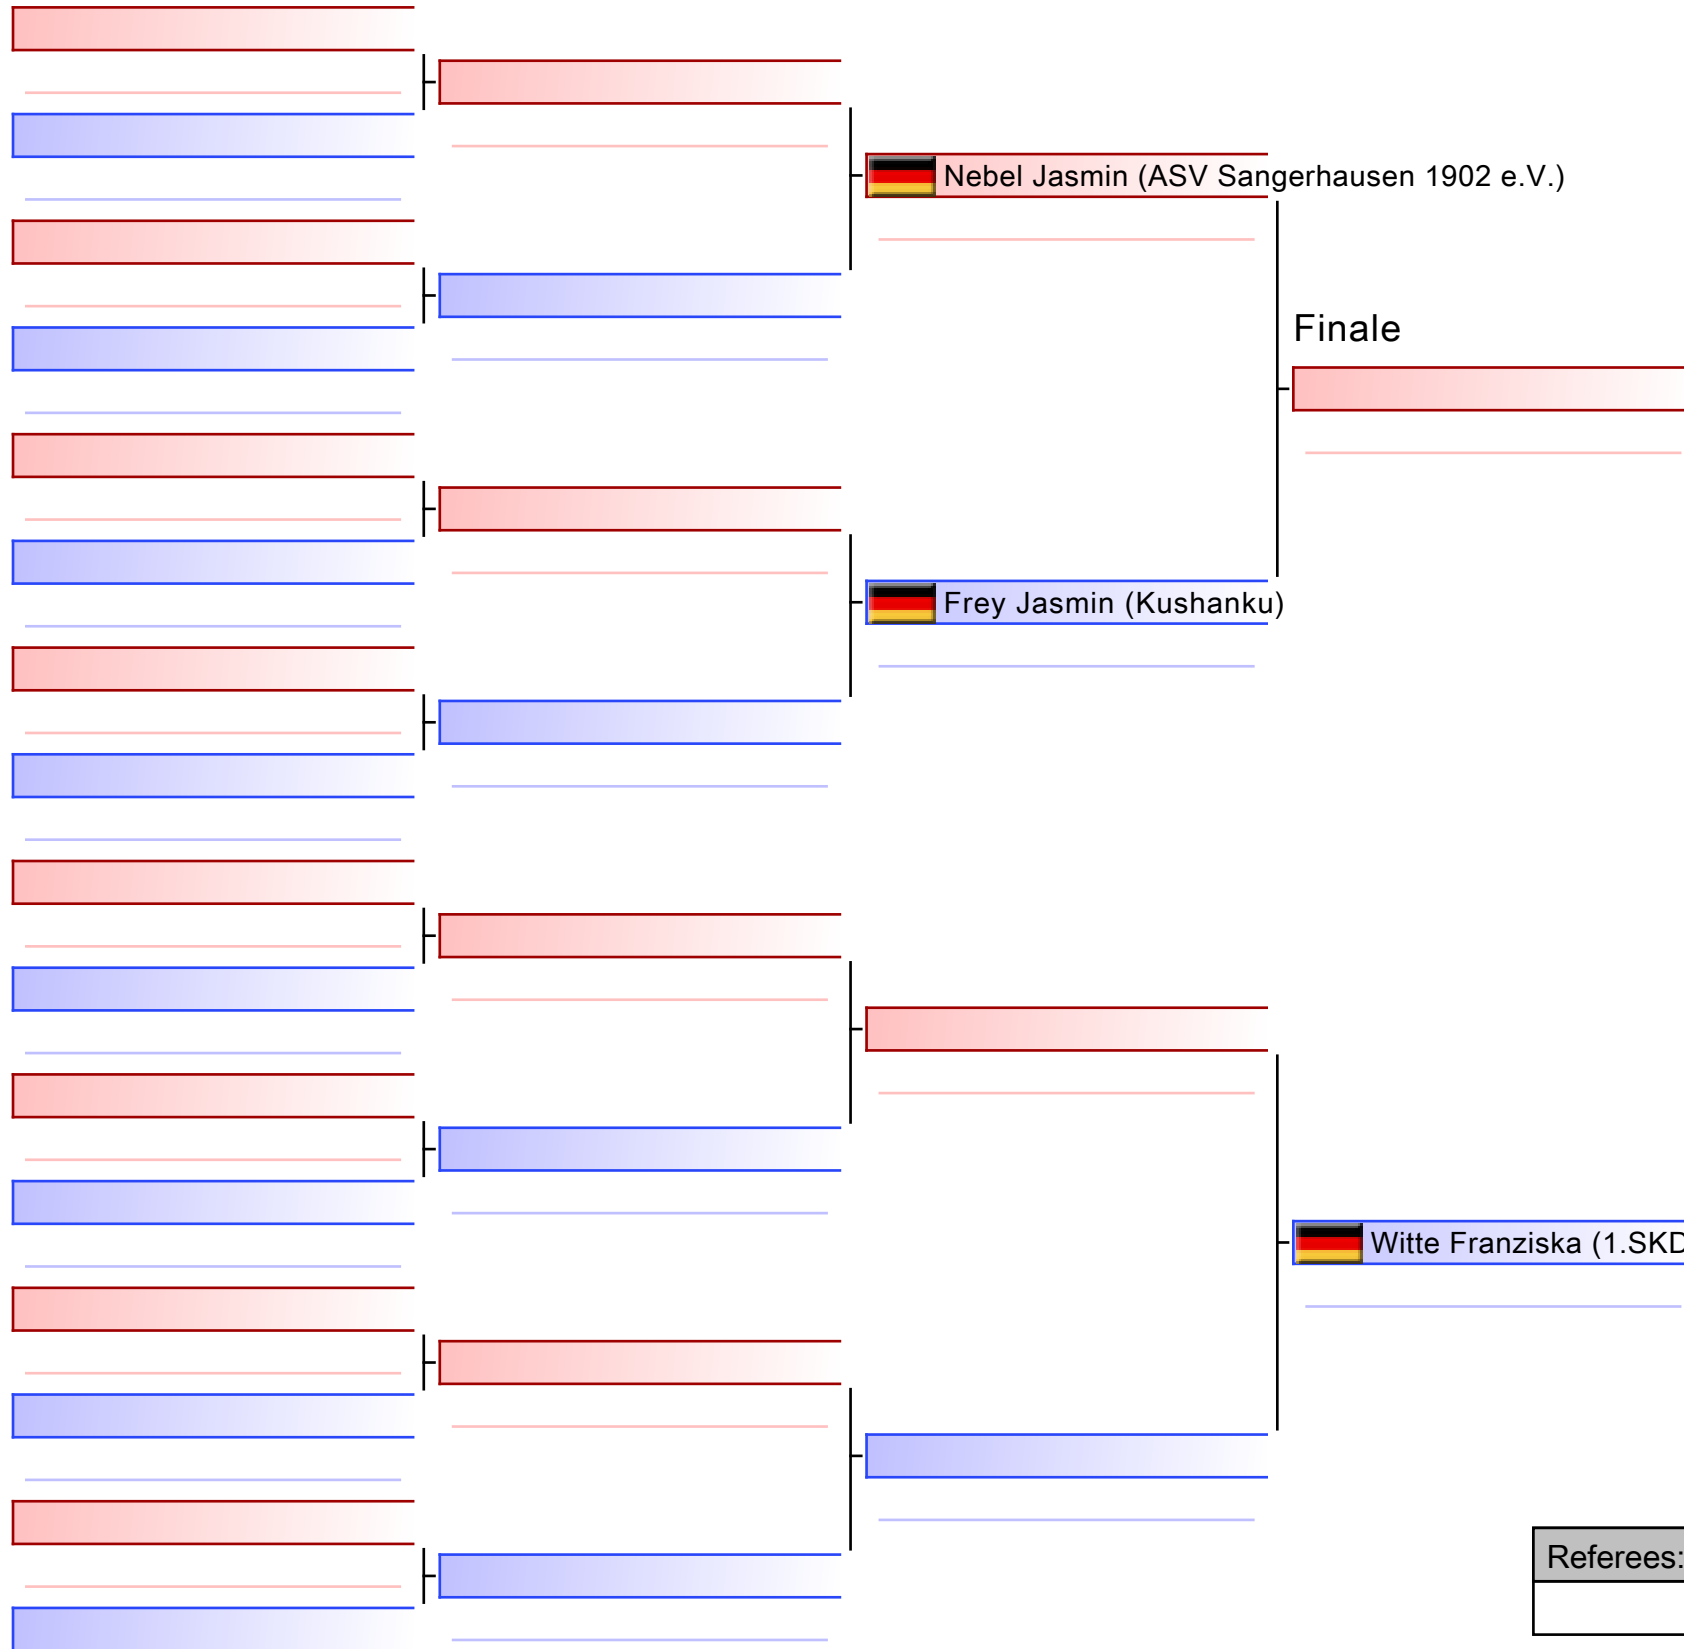 Nebel Jasmin (ASV Sangerhausen 1902 e.V.)
Finale
Frey Jasmin (Kushanku)
Witte Franziska (1.SKD
Referees: